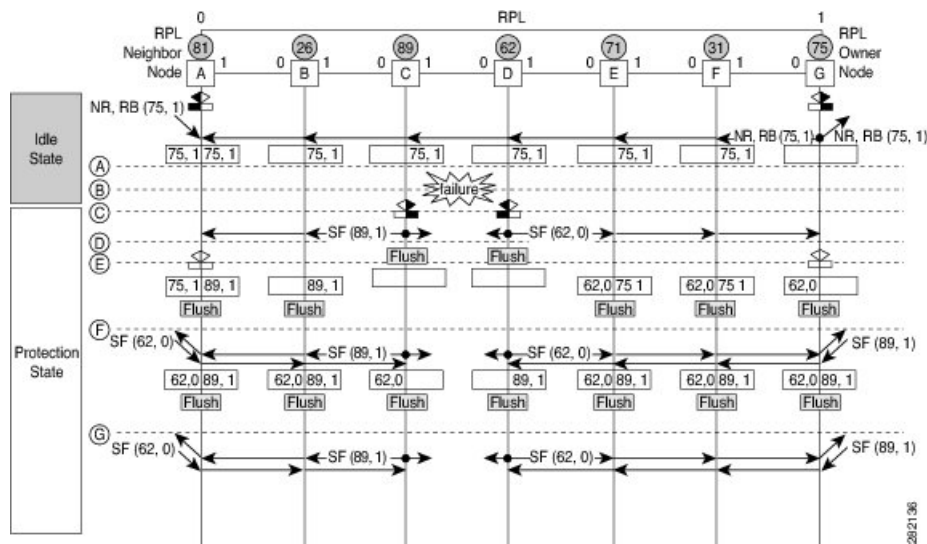 0 RPL 1
RPL Neighbor Node
RPL Owner Node
81 26 89 62 71 31 75
A 1 0 B 1 0 C 1 0 D 1 0 E 1 0 F 1 0 G
Idle State
NR, RB (75, 1)
NR, RB (75, 1) NR, RB (75, 1)
75, 1 75, 1 75, 1 75, 1 75, 1 75, 1 75, 1
A
B failure
C
Protection State
SF (89, 1) SF (62, 0)
D
Flush Flush
E
75, 1 89, 1 89, 1 62,0 75 1 62,0 75 1 62,0
Flush Flush Flush Flush Flush
F
SF (62, 0) SF (89, 1) SF (62, 0) SF (89, 1)
62,0 89, 1 62,0 89, 1 62,0 89, 1 62,0 89, 1 62,0 89, 1 62,0 89, 1
Flush Flush Flush Flush Flush Flush Flush
G
SF (62, 0) SF (89, 1) SF (62, 0) SF (89, 1)
282136